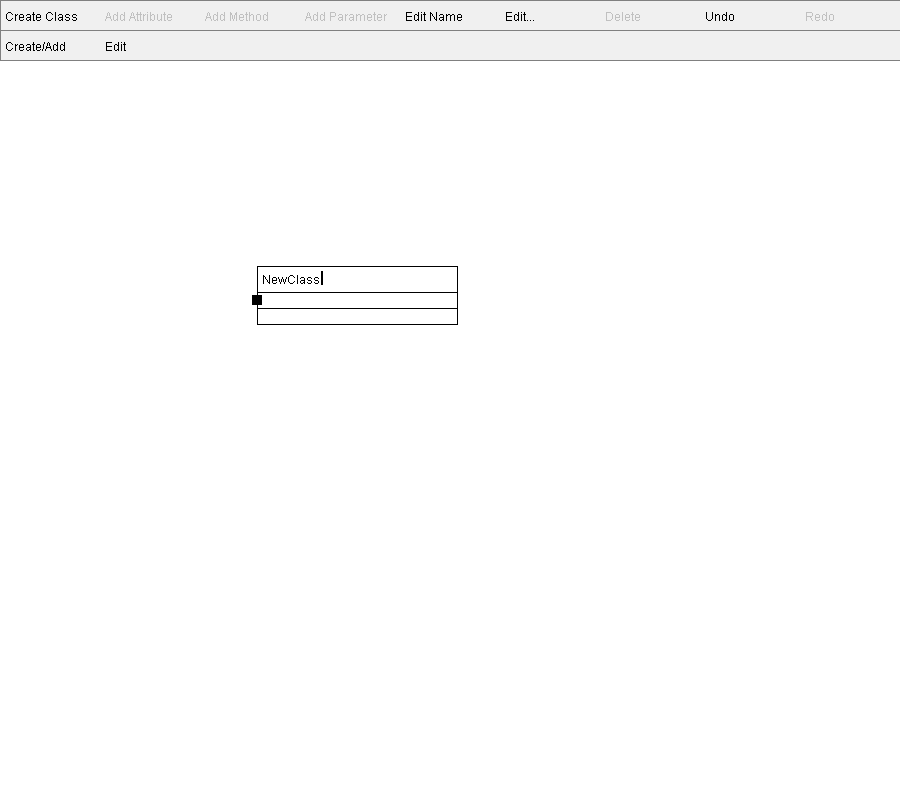 Create Class Add Attribute Add Method Add Parameter Edit Name Edit... Delete Undo Redo
Create/Add Edit
NewClass